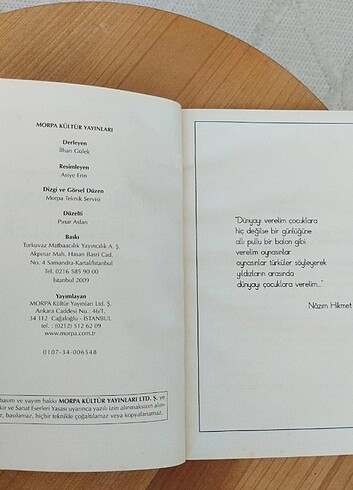 MORPA KÜLTÜR YAYINLARI
Derleyen
İlhan Gülek
Resimleyen
Asiye Erin
Dizgi ve Görsel Düzen
Morpa Teknik Servisi
Düzelti
Pınar Aslan
Baskı
Turkuvaz Matbaacılık Yayıncılık A. Ş.
Akpınar Mah. Hasan Basri Cad.
No. 4 Samandra-Kartal/İstanbul
Tel. 0216 585 90 00
İstanbul 2009
Yayımlayan
MORPA Kültür Yayınları Ltd. Ş.
Ankara Caddesi Nu.: 46/1,
34 112 Cağaloğlu - İSTANBUL
tel.: (0212) 512 62 09
www.morpa.com.tr
0107-34-006548
basım ve yayım hakkı MORPA KÜLTÜR YAYINLARI LTD. Ş. ye
kir ve Sanat Eserleri Yasası uyarınca yazılı izin alınmaksızın alın-
z, basılamaz, hiçbir teknikle çoğaltılamaz veya kopyalanamaz.
"Dünyayı verelim çocuklara
hiç değilse bir günlüğüne
allı pullu bir balon gibi
verelim oynasınlar
oynasınlar türküler söyleyerek
yıldızların arasında
dünyayı çocuklara verelim..."
Nâzım Hikmet